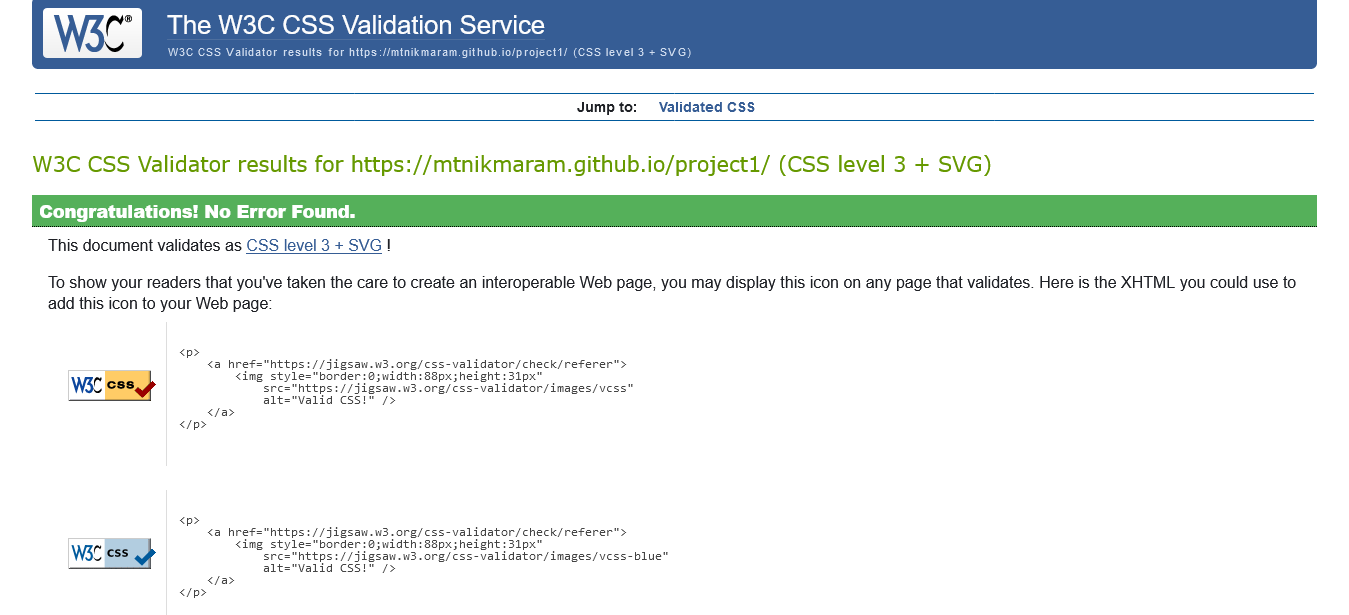 W3C®
The W3C CSS Validation Service
W3C CSS Validator results for https://mtnikmaram.github.io/project1/ (CSS level 3 + SVG)
Jump to: Validated CSS
W3C CSS Validator results for https://mtnikmaram.github.io/project1/ (CSS level 3 + SVG)
Congratulations! No Error Found.
This document validates as CSS level 3 + SVG !
To show your readers that you've taken the care to create an interoperable Web page, you may display this icon on any page that validates. Here is the XHTML you could use to
add this icon to your Web page:
W3C CSS
<p>
    <a href="https://jigsaw.w3.org/css-validator/check/referer">
        <img style="border:0;width:88px;height:31px"
            src="https://jigsaw.w3.org/css-validator/images/vcss"
            alt="Valid CSS!" />
    </a>
</p>
W3C CSS
<p>
    <a href="https://jigsaw.w3.org/css-validator/check/referer">
        <img style="border:0;width:88px;height:31px"
            src="https://jigsaw.w3.org/css-validator/images/vcss-blue"
            alt="Valid CSS!" />
    </a>
</p>